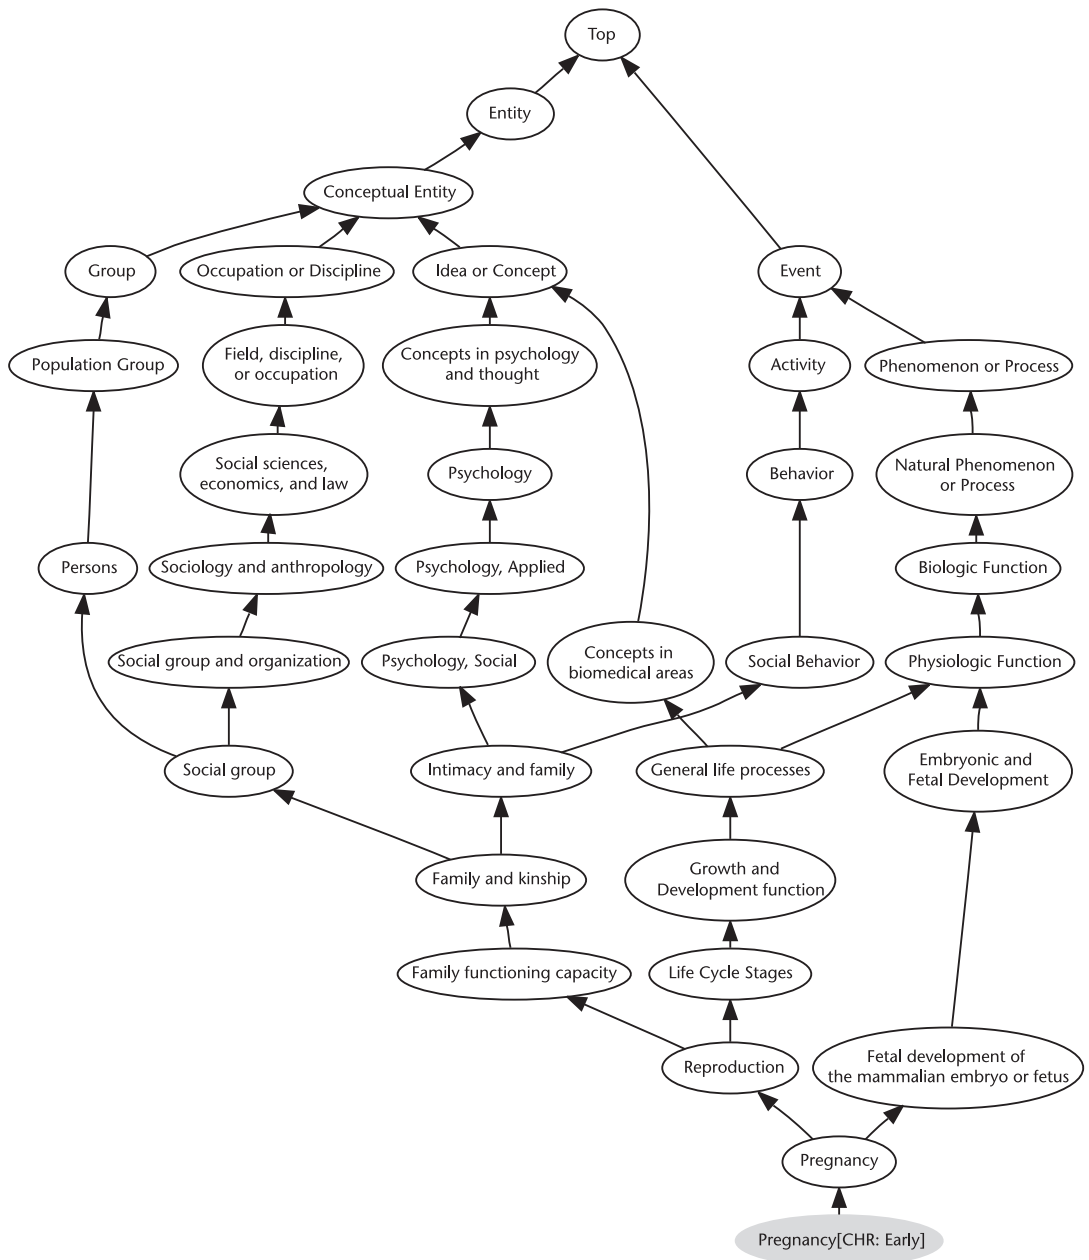 Top
Entity
Conceptual Entity
Group
Occupation or Discipline
Idea or Concept
Event
Population Group
Field, discipline,
or occupation
Concepts in psychology
and thought
Activity
Phenomenon or Process
Social sciences,
economics, and law
Psychology
Behavior
Natural Phenomenon
or Process
Persons
Sociology and anthropology
Psychology, Applied
Biologic Function
Social group and organization
Psychology, Social
Concepts in
biomedical areas
Social Behavior
Physiologic Function
Social group
Intimacy and family
General life processes
Embryonic and
Fetal Development
Family and kinship
Growth and
Development function
Family functioning capacity
Life Cycle Stages
Reproduction
Fetal development of
the mammalian embryo or fetus
Pregnancy
Pregnancy[CHR: Early]